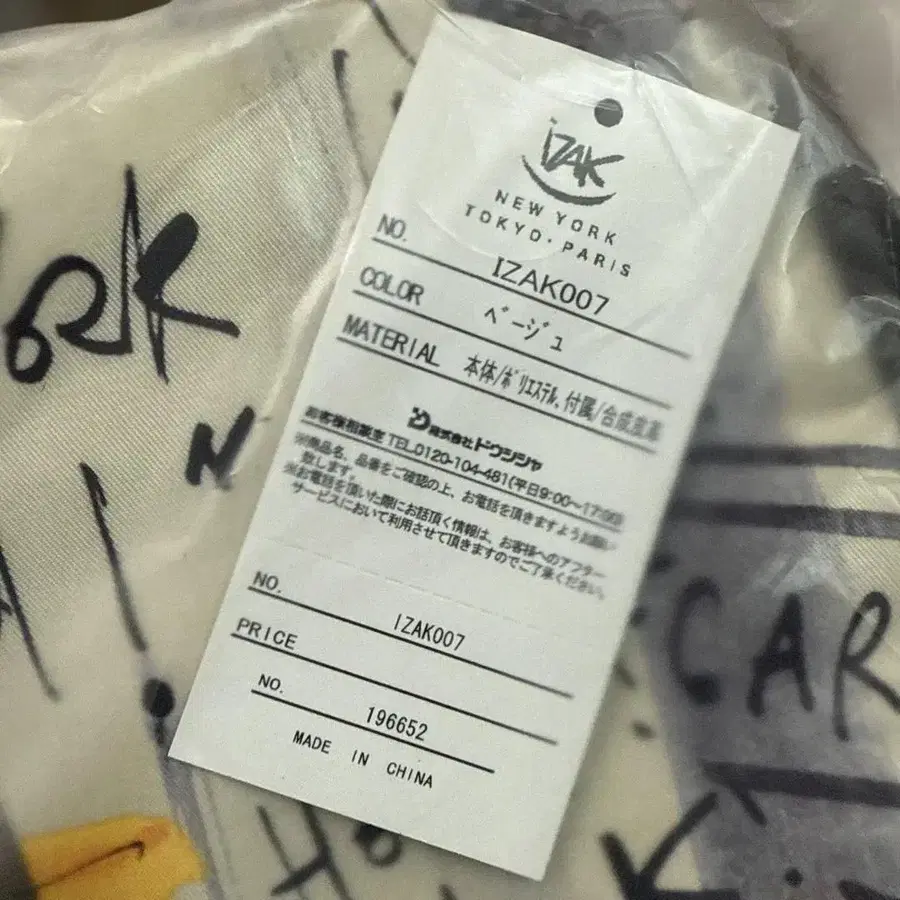 iZAK
NEW YORK
TOKYO・PARIS
NO. IZAK007
COLOR ベージュ
MATERIAL 本体/ポリエステル、付属/合成皮革
株式会社ドウシシャ
お客様相談室 TEL.0120-104-481(平日9:00~17:00)
※商品名、品番をご確認の上、お電話を頂きますようお願い
致します。
※お電話を頂いた際にお話頂く情報は、お客様へのアフター
サービスにおいて利用させて頂きますのでご了承ください。
NO. IZAK007
PRICE
NO. 196652
MADE IN CHINA
ORK
N
CAR
K